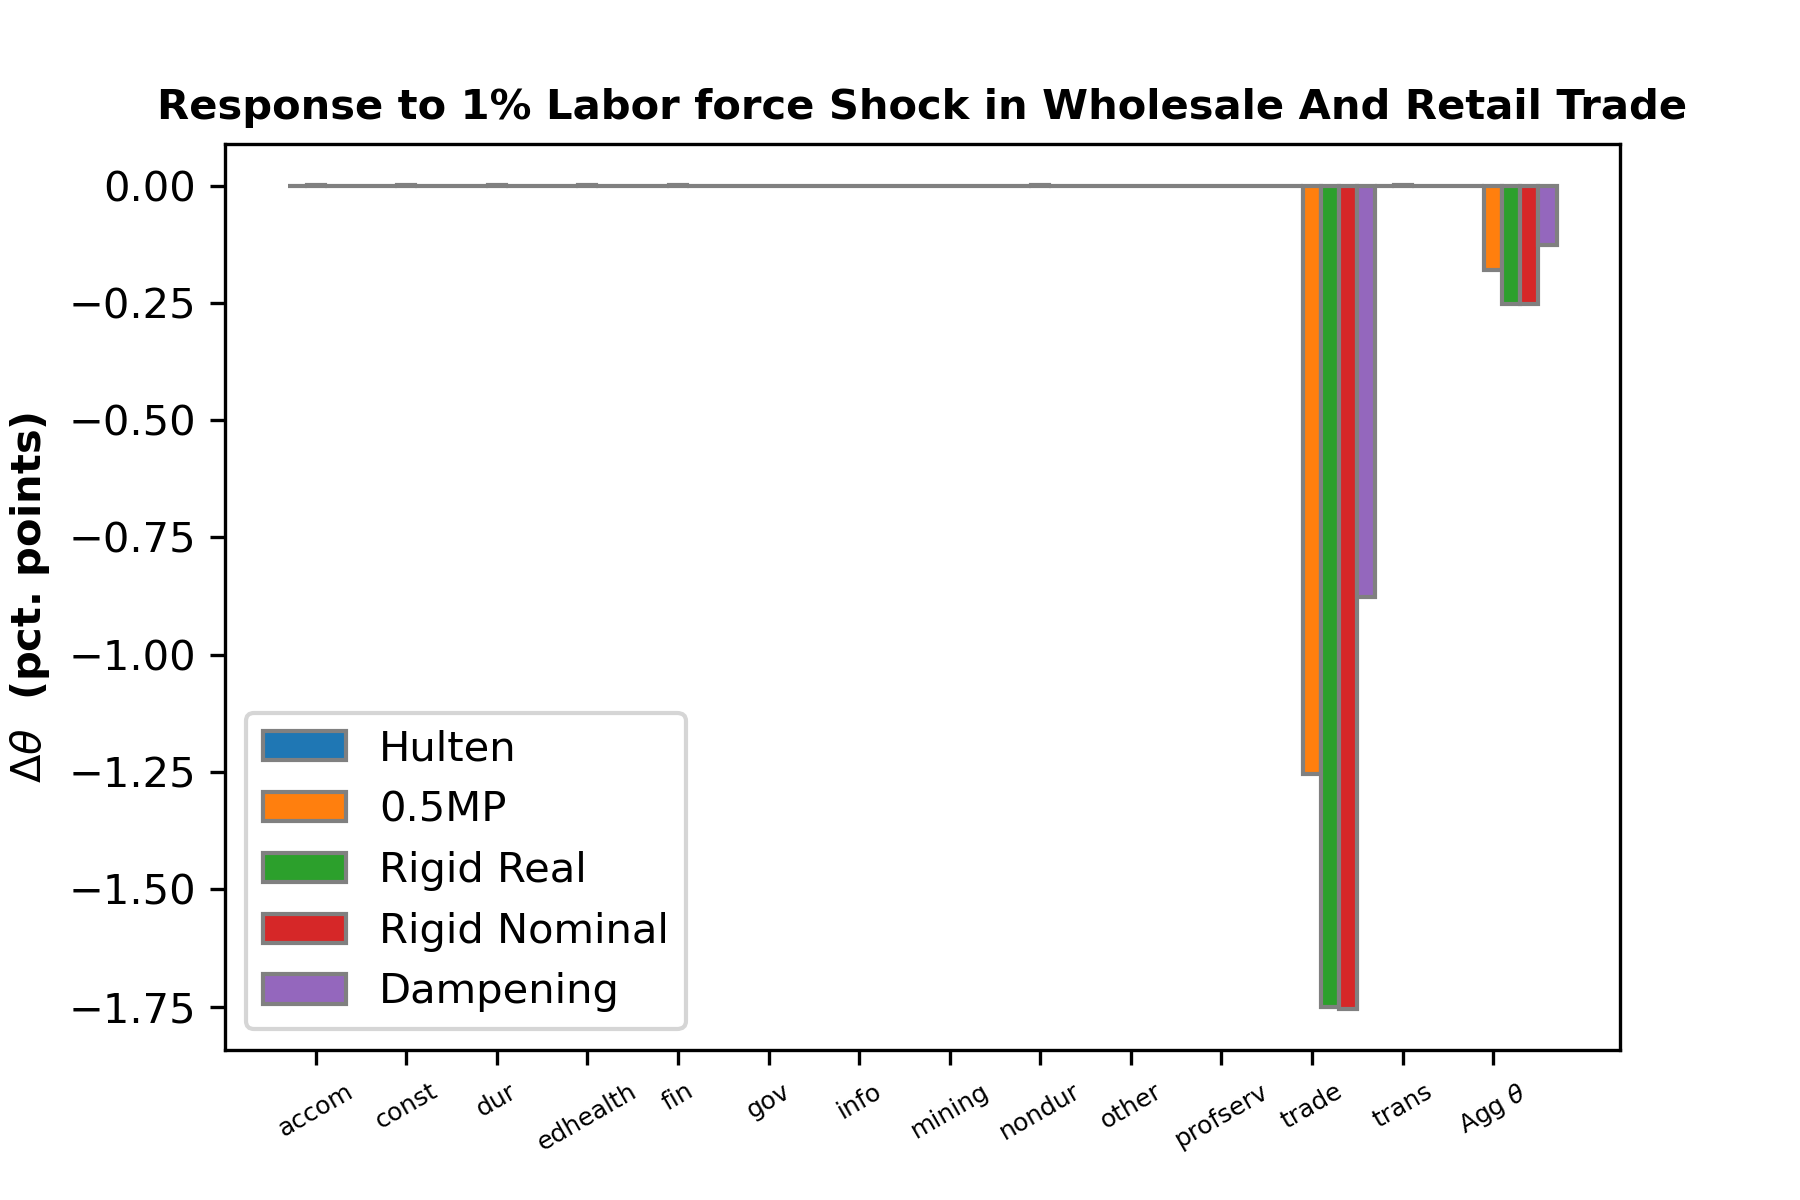 Response to 1% Labor force Shock in Wholesale And Retail Trade
Δθ (pct. points)
0.00
−0.25
−0.50
−0.75
−1.00
−1.25
−1.50
−1.75
Hulten
0.5MP
Rigid Real
Rigid Nominal
Dampening
accom const dur edhealth fin gov info mining nondur other profserv trade trans Agg θ